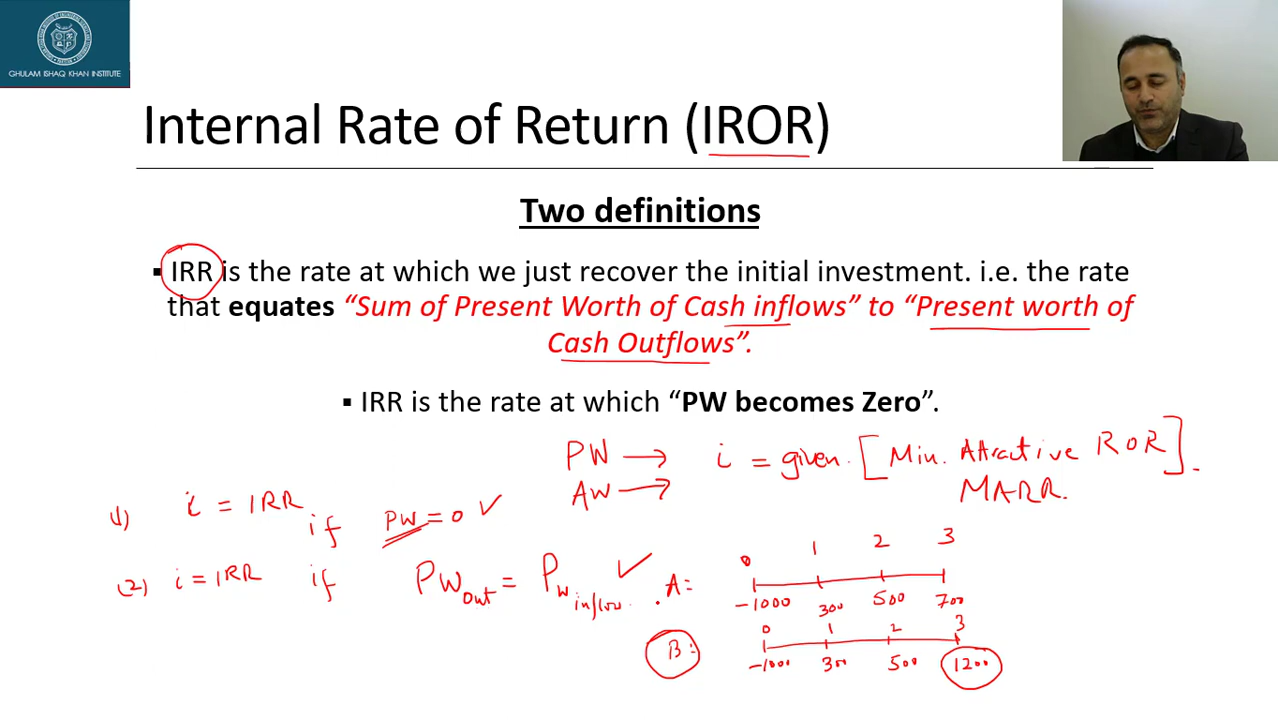 GHULAM ISHAQ KHAN INSTITUTE
Internal Rate of Return (IROR)
Two definitions
▪ IRR is the rate at which we just recover the initial investment. i.e. the rate
that equates “Sum of Present Worth of Cash inflows” to “Present worth of
Cash Outflows”.
▪ IRR is the rate at which “PW becomes Zero”.
PW → i = given. [Min. Attractive ROR].
AW → MARR.
1) i = IRR if PW = 0 ✓
(2) i = IRR if PW out = Pw inflow. ✓
A:
0 1 2 3
-1000 300 500 700
B:
0 1 2 3
-1000 300 500 1200